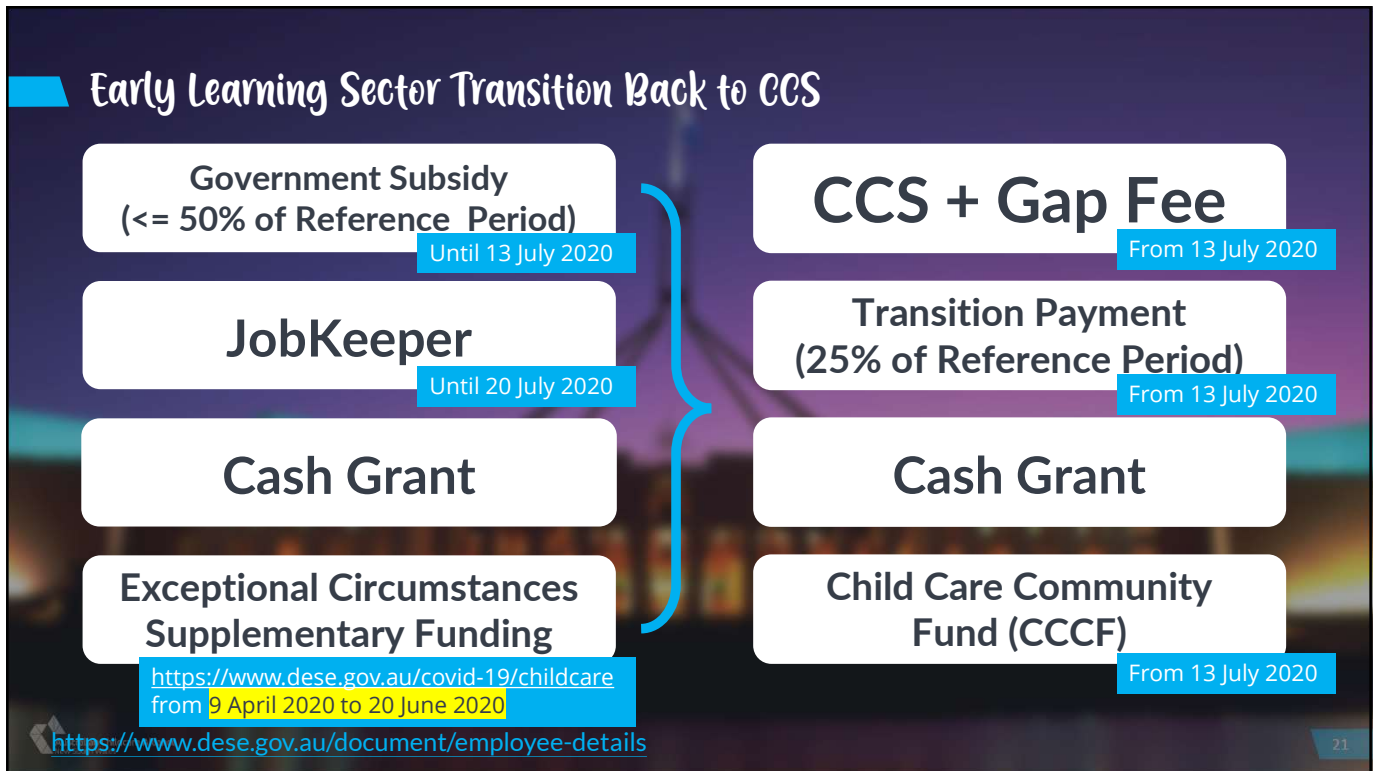 Early Learning Sector Transition Back to CCS
Government Subsidy
(<= 50% of Reference Period)
Until 13 July 2020
JobKeeper
Until 20 July 2020
Cash Grant
Exceptional Circumstances
Supplementary Funding
https://www.dese.gov.au/covid-19/childcare
from 9 April 2020 to 20 June 2020
https://www.dese.gov.au/document/employee-details
CCS + Gap Fee
From 13 July 2020
Transition Payment
(25% of Reference Period)
From 13 July 2020
Cash Grant
Child Care Community
Fund (CCCF)
From 13 July 2020
21